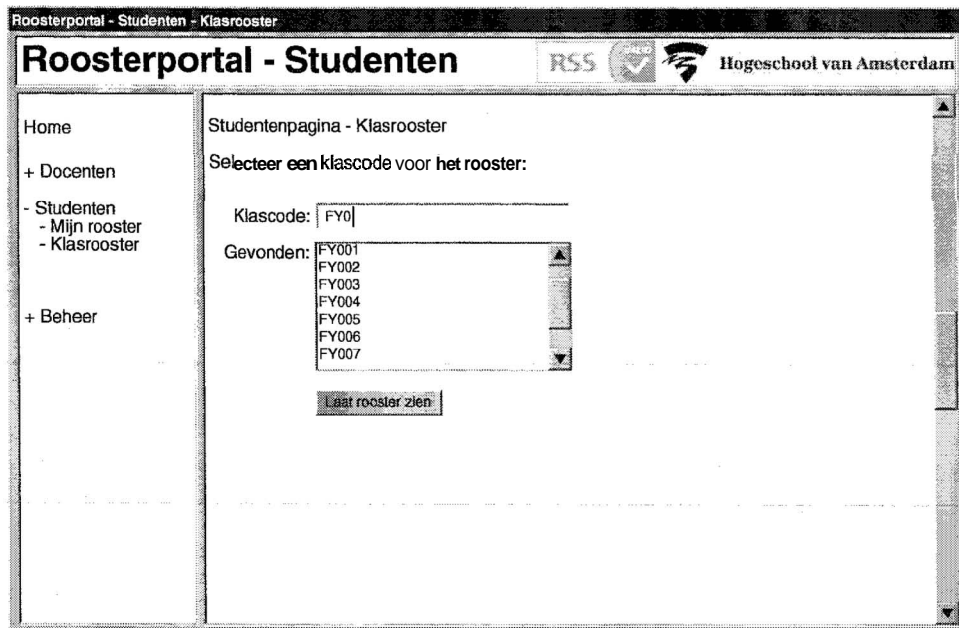 Roosterportal - Studenten - Klasrooster
Roosterportal - Studenten
RSS
Hogeschool van Amsterdam
Home
+ Docenten
- Studenten
- Mijn rooster
- Klasrooster
+ Beheer
Studentenpagina - Klasrooster
Selecteer een klascode voor het rooster:
Klascode: FY0
Gevonden:
FY001
FY002
FY003
FY004
FY005
FY006
FY007
Laat rooster zien